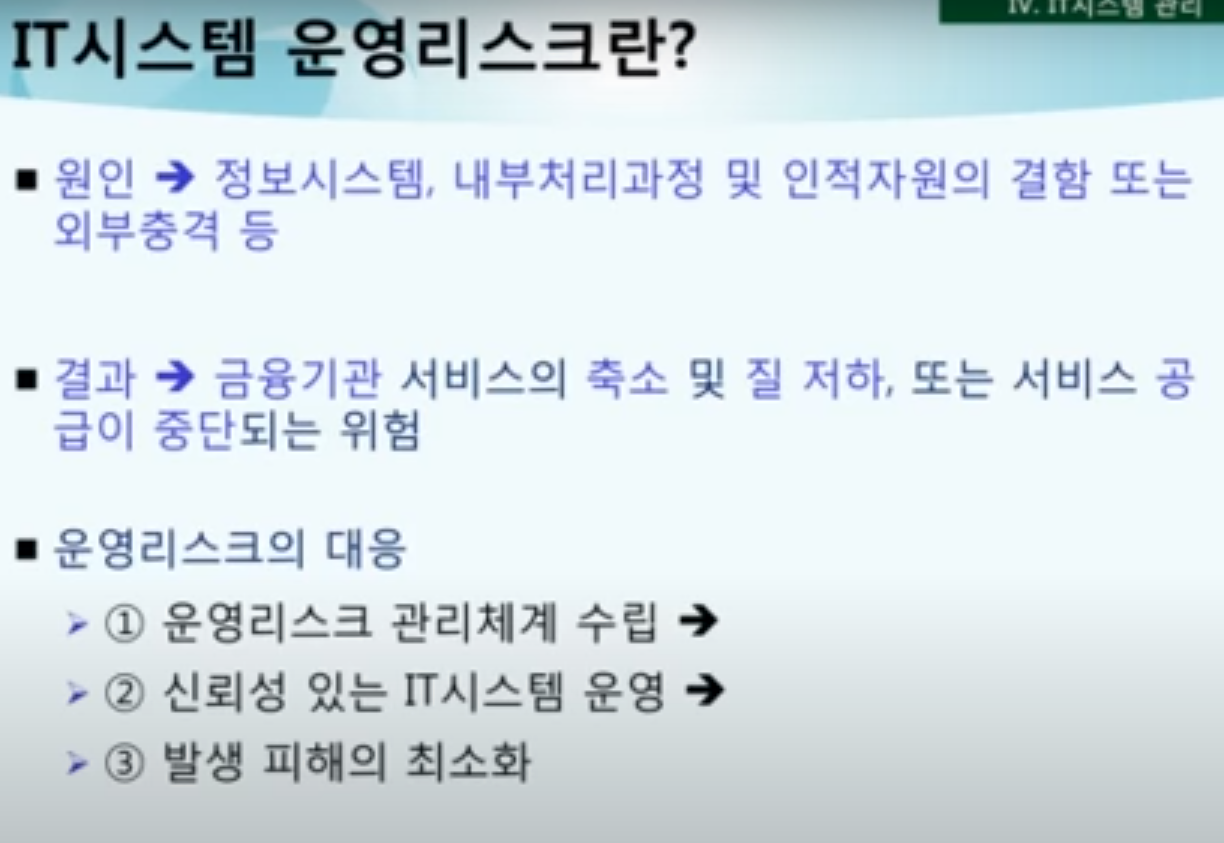 IV. IT시스템 관리
IT시스템 운영리스크란?
■ 원인 ➔ 정보시스템, 내부처리과정 및 인적자원의 결함 또는
외부충격 등
■ 결과 ➔ 금융기관 서비스의 축소 및 질 저하, 또는 서비스 공
급이 중단되는 위험
■ 운영리스크의 대응
➢ ① 운영리스크 관리체계 수립 ➔
➢ ② 신뢰성 있는 IT시스템 운영 ➔
➢ ③ 발생 피해의 최소화